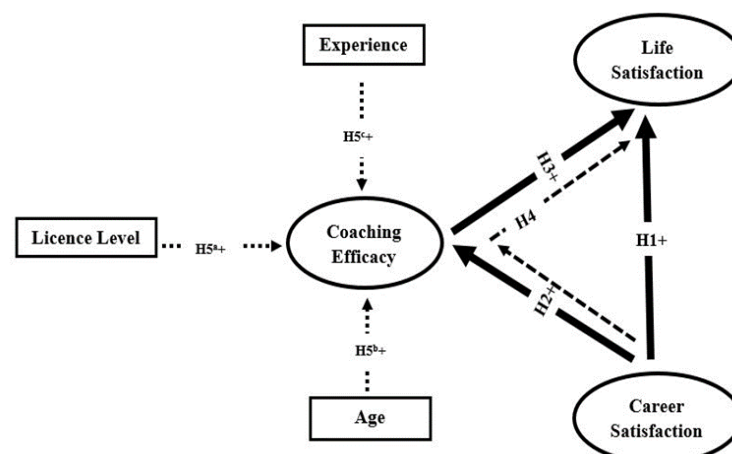 Experience
Life
Satisfaction
H5ᶜ+
H3+
H4
Licence Level
H5ᵃ+
Coaching
Efficacy
H1+
H2+
H5ᵇ+
Age
Career
Satisfaction